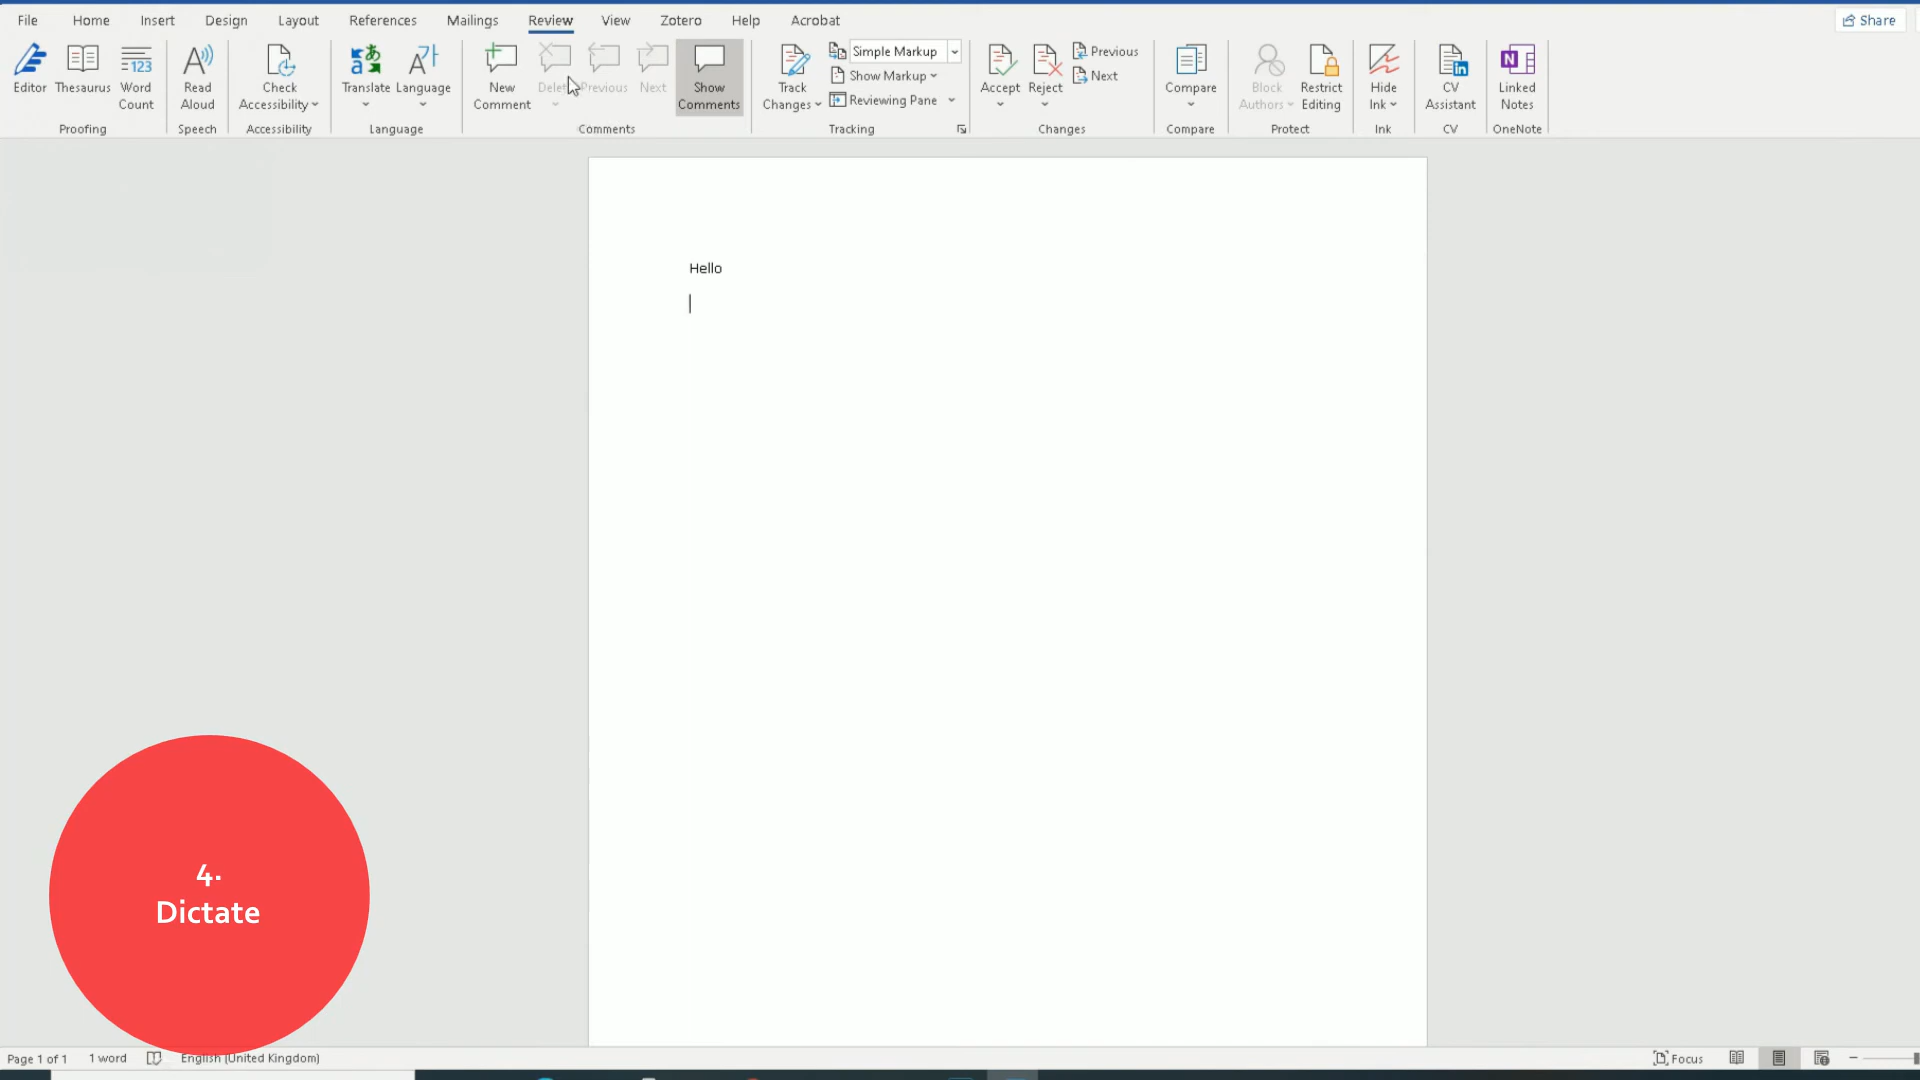 File Home Insert Design Layout References Mailings Review View Zotero Help Acrobat Share
Editor
Thesaurus
Word
Count
Proofing
Read
Aloud
Speech
Check
Accessibility
Accessibility
Translate
Language
Language
New
Comment
Delete
Previous
Next
Show
Comments
Comments
Track
Changes
Simple Markup
Show Markup
Reviewing Pane
Tracking
Accept
Reject
Previous
Next
Changes
Compare
Compare
Block
Authors
Restrict
Editing
Protect
Hide
Ink
Ink
CV
Assistant
CV
Linked
Notes
OneNote
Hello
4.
Dictate
Page 1 of 1 1 word English (United Kingdom) Focus